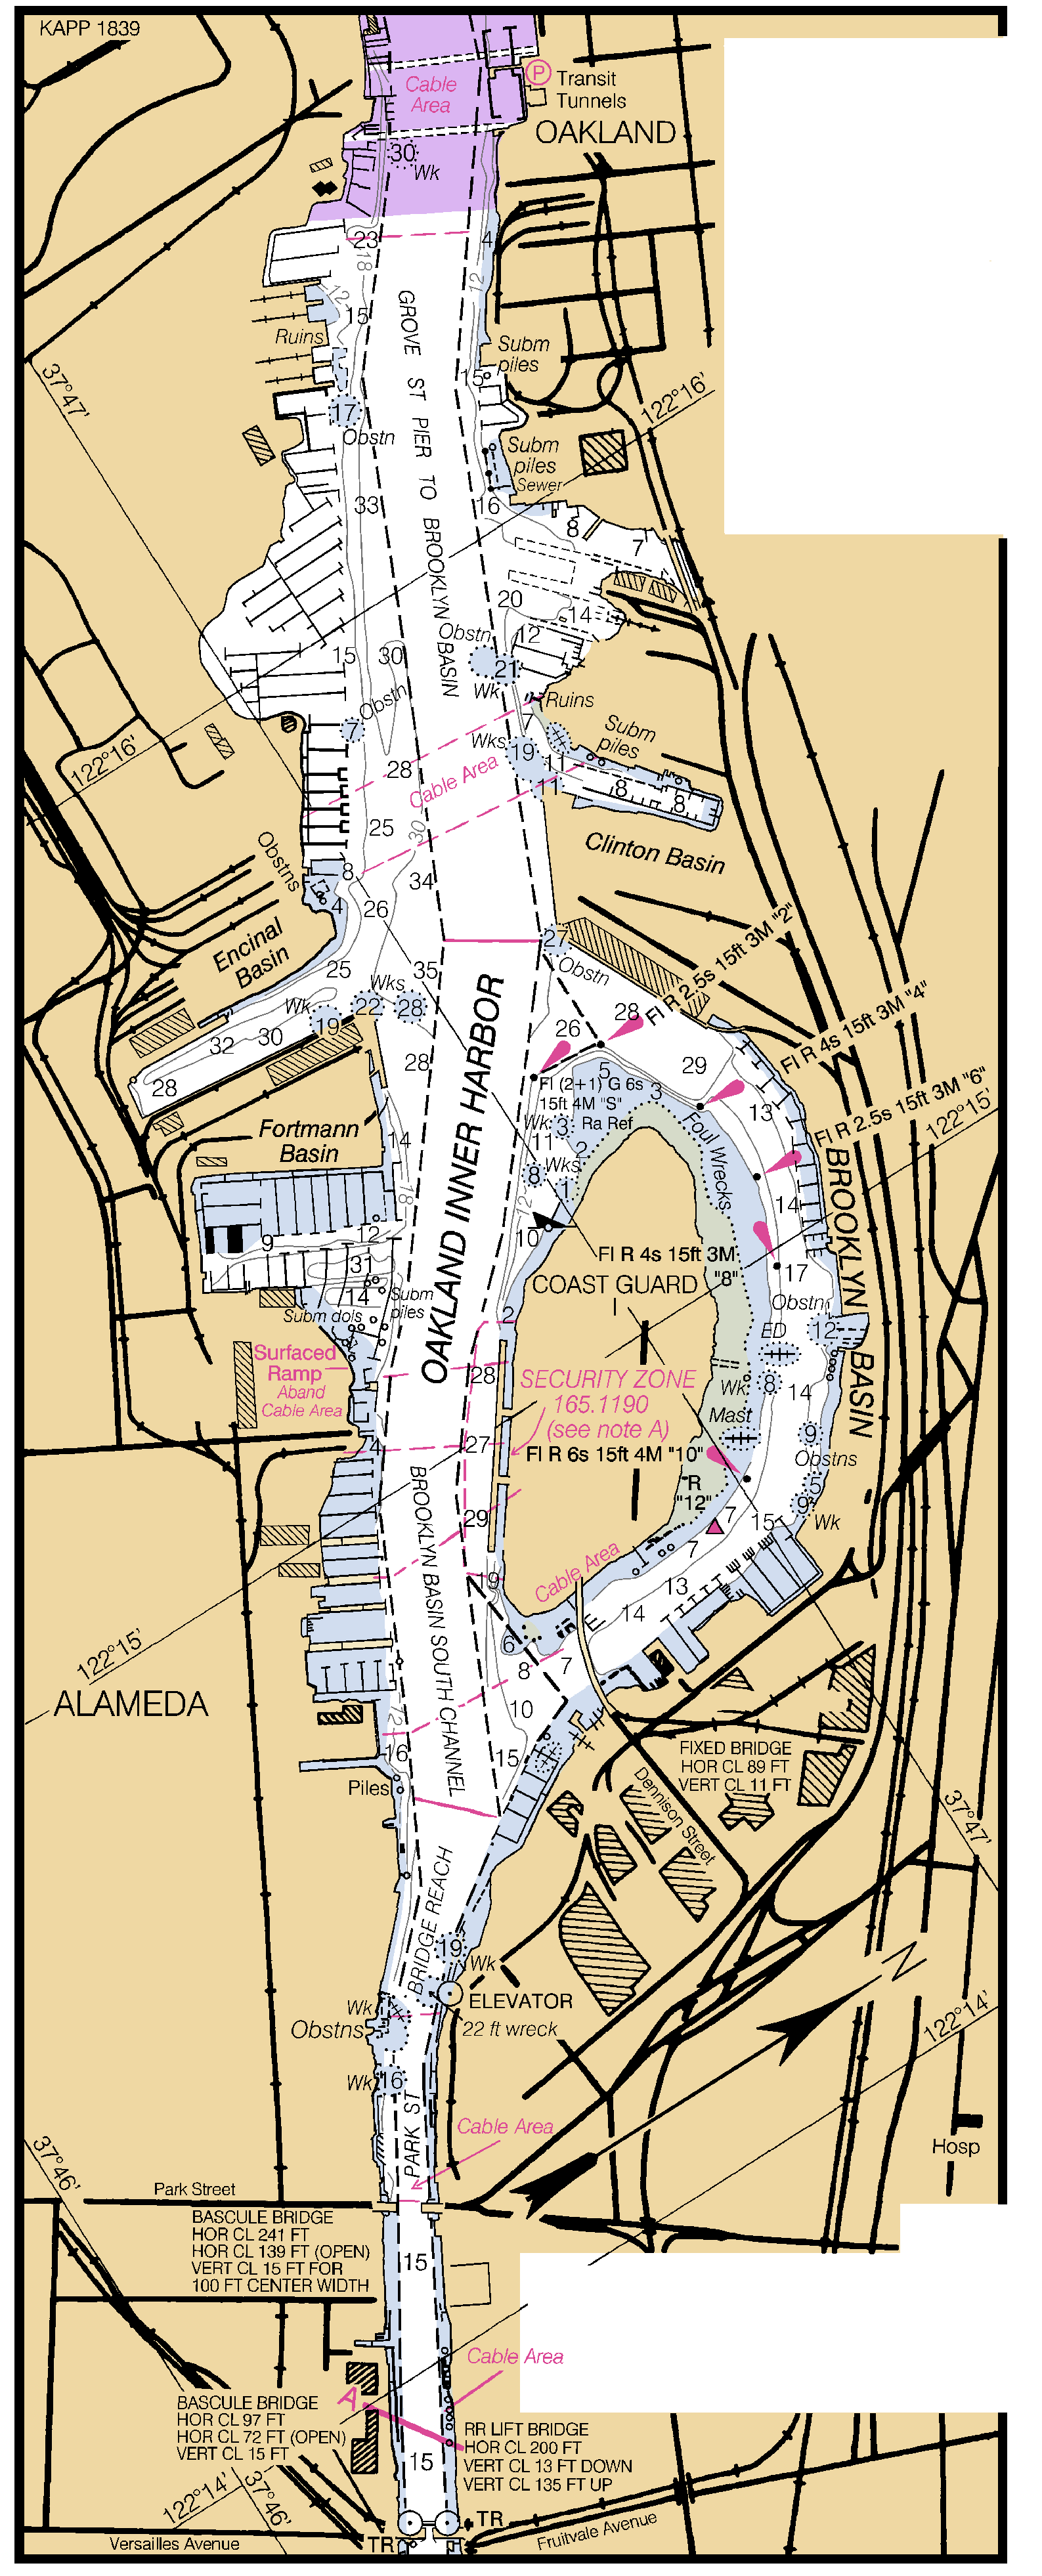 KAPP 1839
Cable
Area
P
Transit
Tunnels
OAKLAND
30
Wk
23
4
18
12
12
15
Ruins
GROVE ST PIER TO BROOKLYN BASIN
Subm
piles
15
37°47'
122°16'
17
Obstn
Subm
piles
Sewer
33
16
8
7
20
14
12
Obstn
15
30
21
Wk
Obstn
Ruins
7
7
Subm
piles
Wks
19
11
122°16'
28
Cable Area
11
8
8
25
30
Clinton Basin
Obstns
8
34
4
26
27
Fl R 2.5s 15ft 3M "2"
Encinal
Basin
Obstn
25
35
Wks
Wk
22
28
28
Fl R 4s 15ft 3M "4"
19
26
30
32
OAKLAND INNER HARBOR
28
5
29
28
Fl (2+1) G 6s
15ft 4M "S"
3
13
Fl R 2.5s 15ft 3M "6"
122°15'
Wk
3
Ra Ref
Fortmann
Basin
14
11
2
Foul Wrecks
BROOKLYN BASIN
Wks
8
1
18
12
14
12
10
9
Fl R 4s 15ft 3M
"8"
31
17
COAST GUARD
I
14
Subm
piles
Subm dols
2
Obstn
ED
12
Surfaced
Ramp
Aband
Cable Area
28
SECURITY ZONE
165.1190
(see note A)
Wk
8
14
Mast
4
27
Fl R 6s 15ft 4M "10"
9
Obstns
BROOKLYN BASIN SOUTH CHANNEL
R
"12"
5
9
29
7
15
Wk
7
Cable Area
19
13
14
122°15'
6
8
7
ALAMEDA
10
12
16
15
FIXED BRIDGE
HOR CL 89 FT
VERT CL 11 FT
Piles
Dennison Street
37°47'
BRIDGE REACH
19
Wk
N
ELEVATOR
Wk
Obstns
22 ft wreck
122°14'
Wk
16
PARK ST
Cable Area
37°46'
Hosp
Park Street
BASCULE BRIDGE
HOR CL 241 FT
HOR CL 139 FT (OPEN)
VERT CL 15 FT FOR
100 FT CENTER WIDTH
15
Cable Area
A
BASCULE BRIDGE
HOR CL 97 FT
HOR CL 72 FT (OPEN)
VERT CL 15 FT
RR LIFT BRIDGE
HOR CL 200 FT
VERT CL 13 FT DOWN
VERT CL 135 FT UP
15
122°14'
37°46'
TR
Versailles Avenue
TR
Fruitvale Avenue